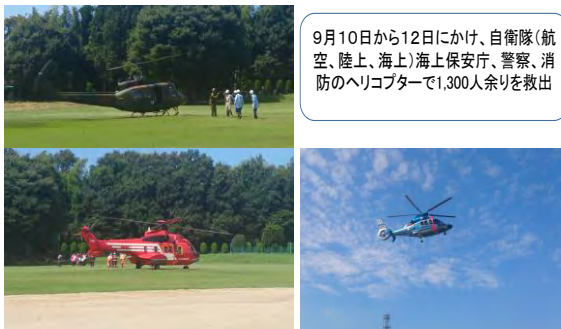 9月10日から12日にかけ、自衛隊(航
空、陸上、海上)海上保安庁、警察、消
防のヘリコプターで1,300人余りを救出